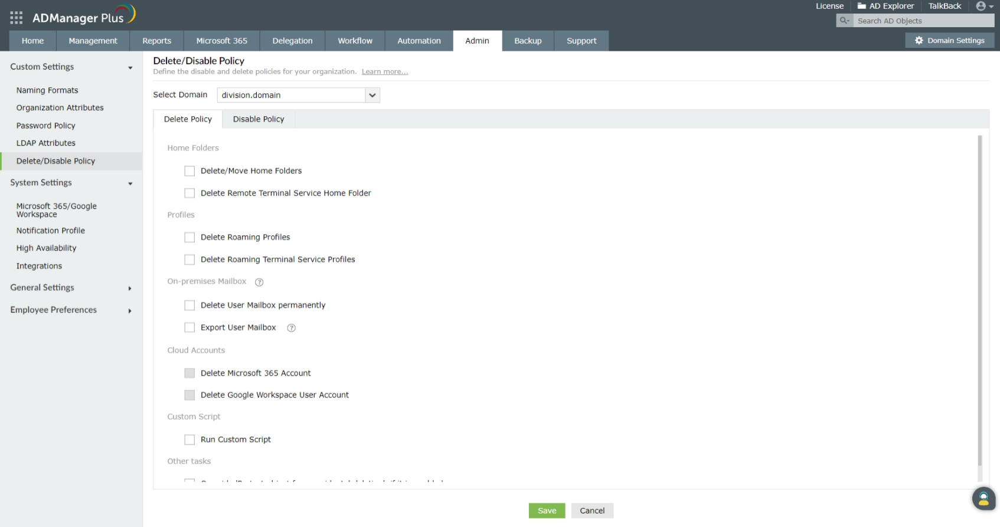 License
AD Explorer
TalkBack
ADManager Plus
Search AD Objects
Home
Management
Reports
Microsoft 365
Delegation
Workflow
Automation
Admin
Backup
Support
Domain Settings
Custom Settings
Naming Formats
Organization Attributes
Password Policy
LDAP Attributes
Delete/Disable Policy
System Settings
Microsoft 365/Google
Workspace
Notification Profile
High Availability
Integrations
General Settings
Employee Preferences
Delete/Disable Policy
Define the disable and delete policies for your organization. Learn more...
Select Domain
division.domain
Delete Policy
Disable Policy
Home Folders
Delete/Move Home Folders
Delete Remote Terminal Service Home Folder
Profiles
Delete Roaming Profiles
Delete Roaming Terminal Service Profiles
On-premises Mailbox ?
Delete User Mailbox permanently
Export User Mailbox ?
Cloud Accounts
Delete Microsoft 365 Account
Delete Google Workspace User Account
Custom Script
Run Custom Script
Other tasks
Save
Cancel